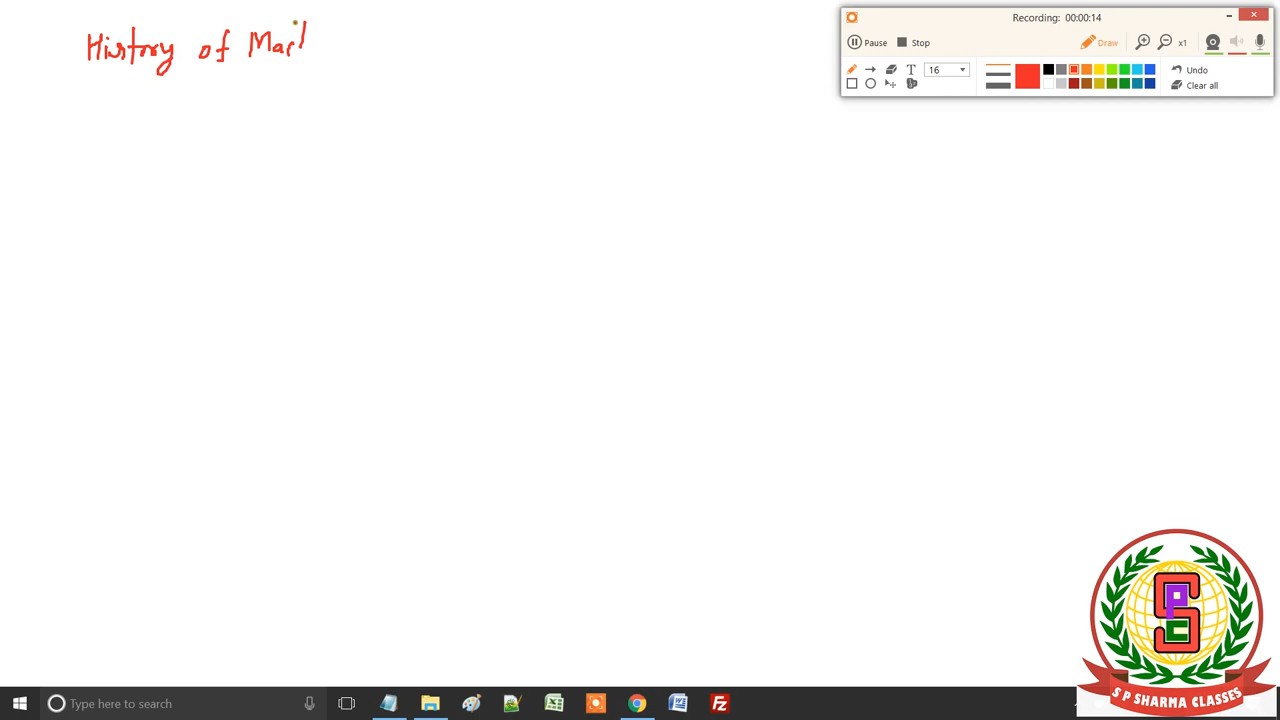 History of Mar
Recording: 00:00:14
Pause Stop Draw x1
T 16 Undo
Clear all
SPC
S P SHARMA CLASSES
Type here to search